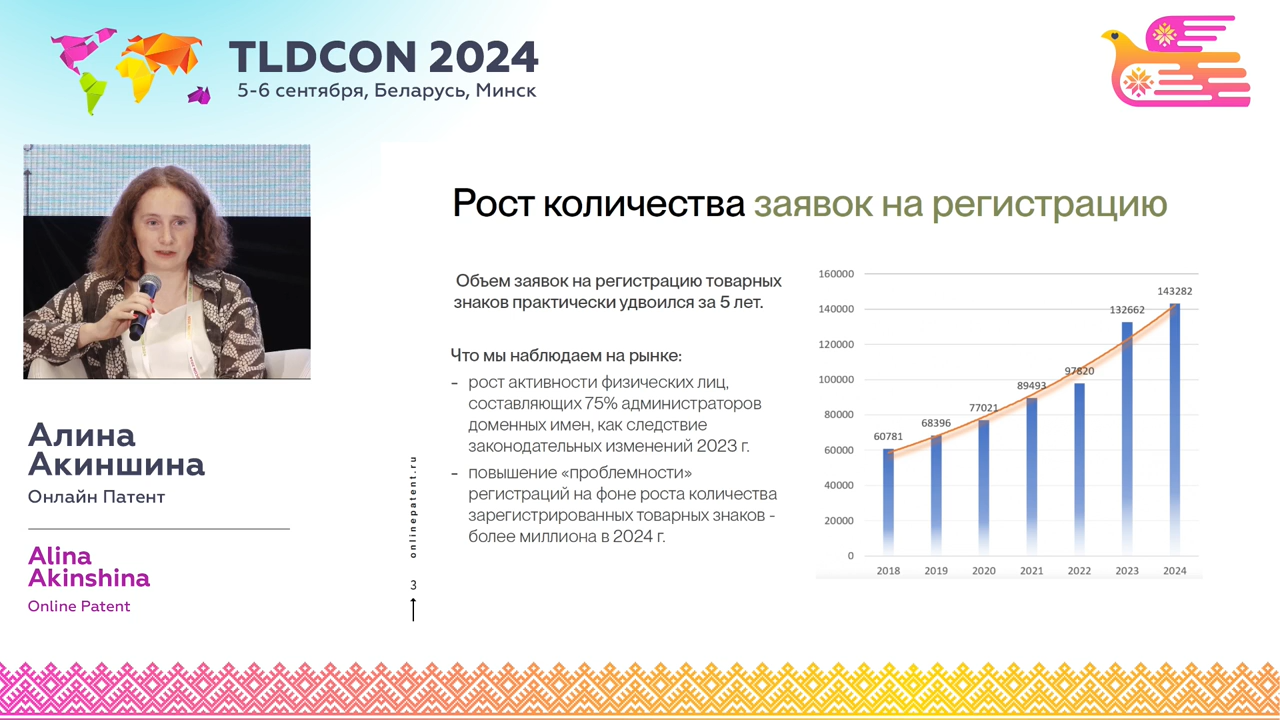 TLDCON 2024
5-6 сентября, Беларусь, Минск
Алина
Акиншина
Онлайн Патент
Alina
Akinshina
Online Patent
onlinepatent.ru
3
Рост количества заявок на регистрацию
Объем заявок на регистрацию товарных
знаков практически удвоился за 5 лет.
Что мы наблюдаем на рынке:
- рост активности физических лиц,
составляющих 75% администраторов
доменных имен, как следствие
законодательных изменений 2023 г.
- повышение «проблемности»
регистраций на фоне роста количества
зарегистрированных товарных знаков -
более миллиона в 2024 г.
160000
140000
120000
100000
80000
60000
40000
20000
0
60781
68396
77021
89493
97820
132662
143282
2018 2019 2020 2021 2022 2023 2024